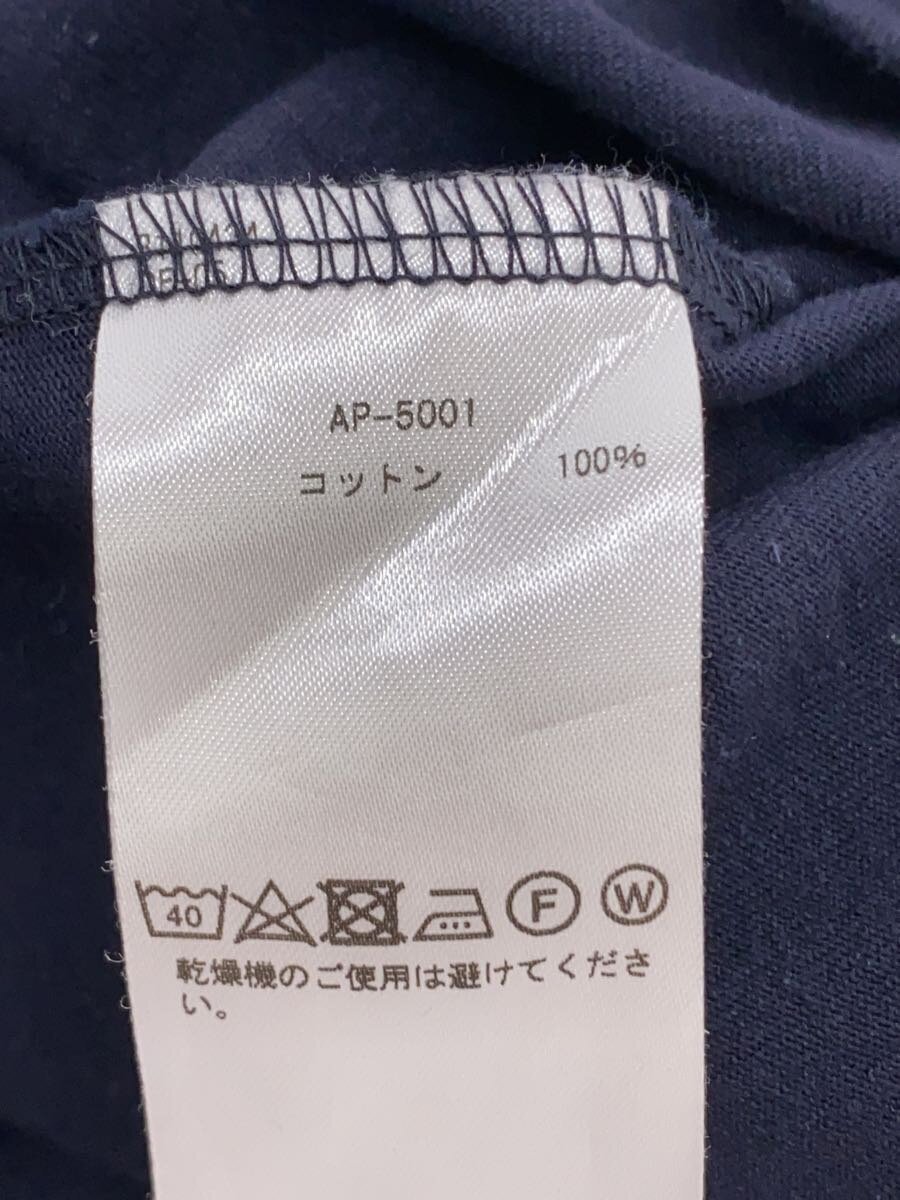 AP-5001
コットン 100%
40 F W
乾燥機のご使用は避けてくださ
い。